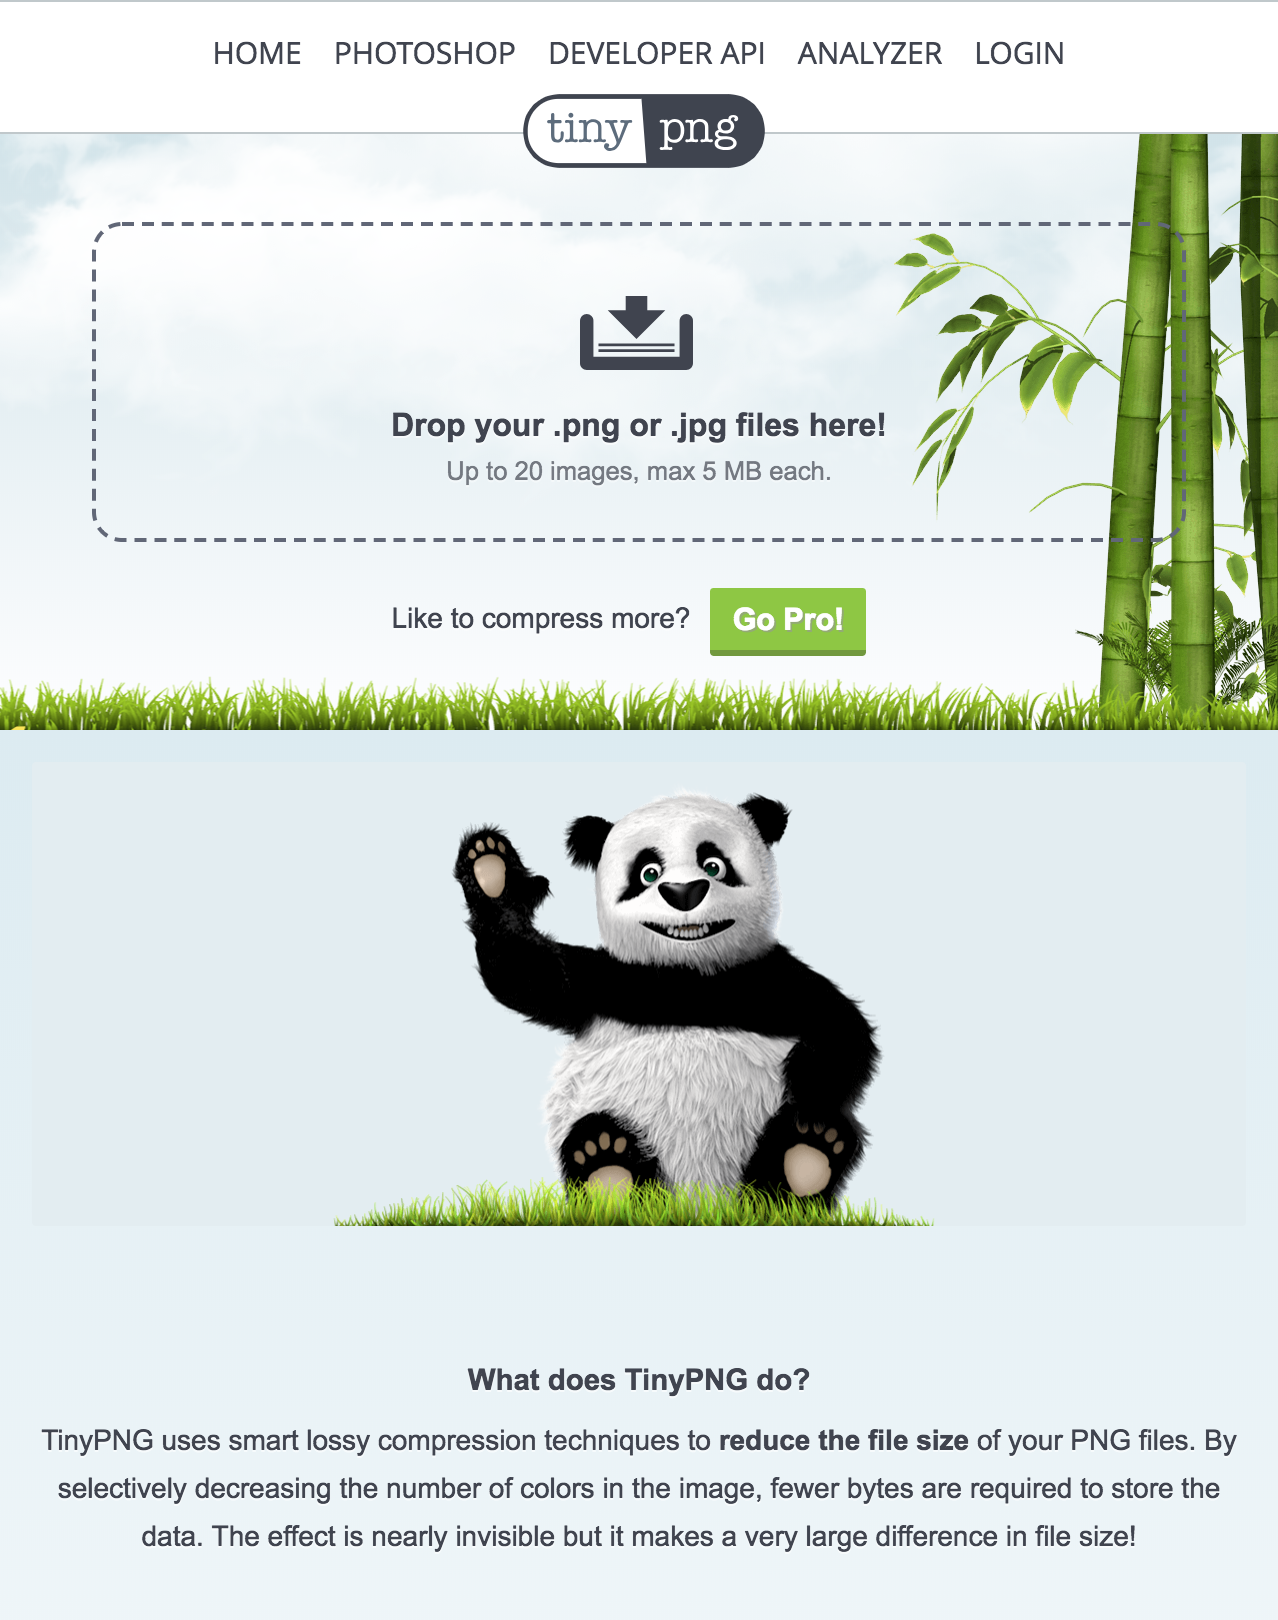 HOME PHOTOSHOP DEVELOPER API ANALYZER LOGIN
tiny png
Drop your .png or .jpg files here!
Up to 20 images, max 5 MB each.
Like to compress more? Go Pro!
What does TinyPNG do?
TinyPNG uses smart lossy compression techniques to reduce the file size of your PNG files. By
selectively decreasing the number of colors in the image, fewer bytes are required to store the
data. The effect is nearly invisible but it makes a very large difference in file size!